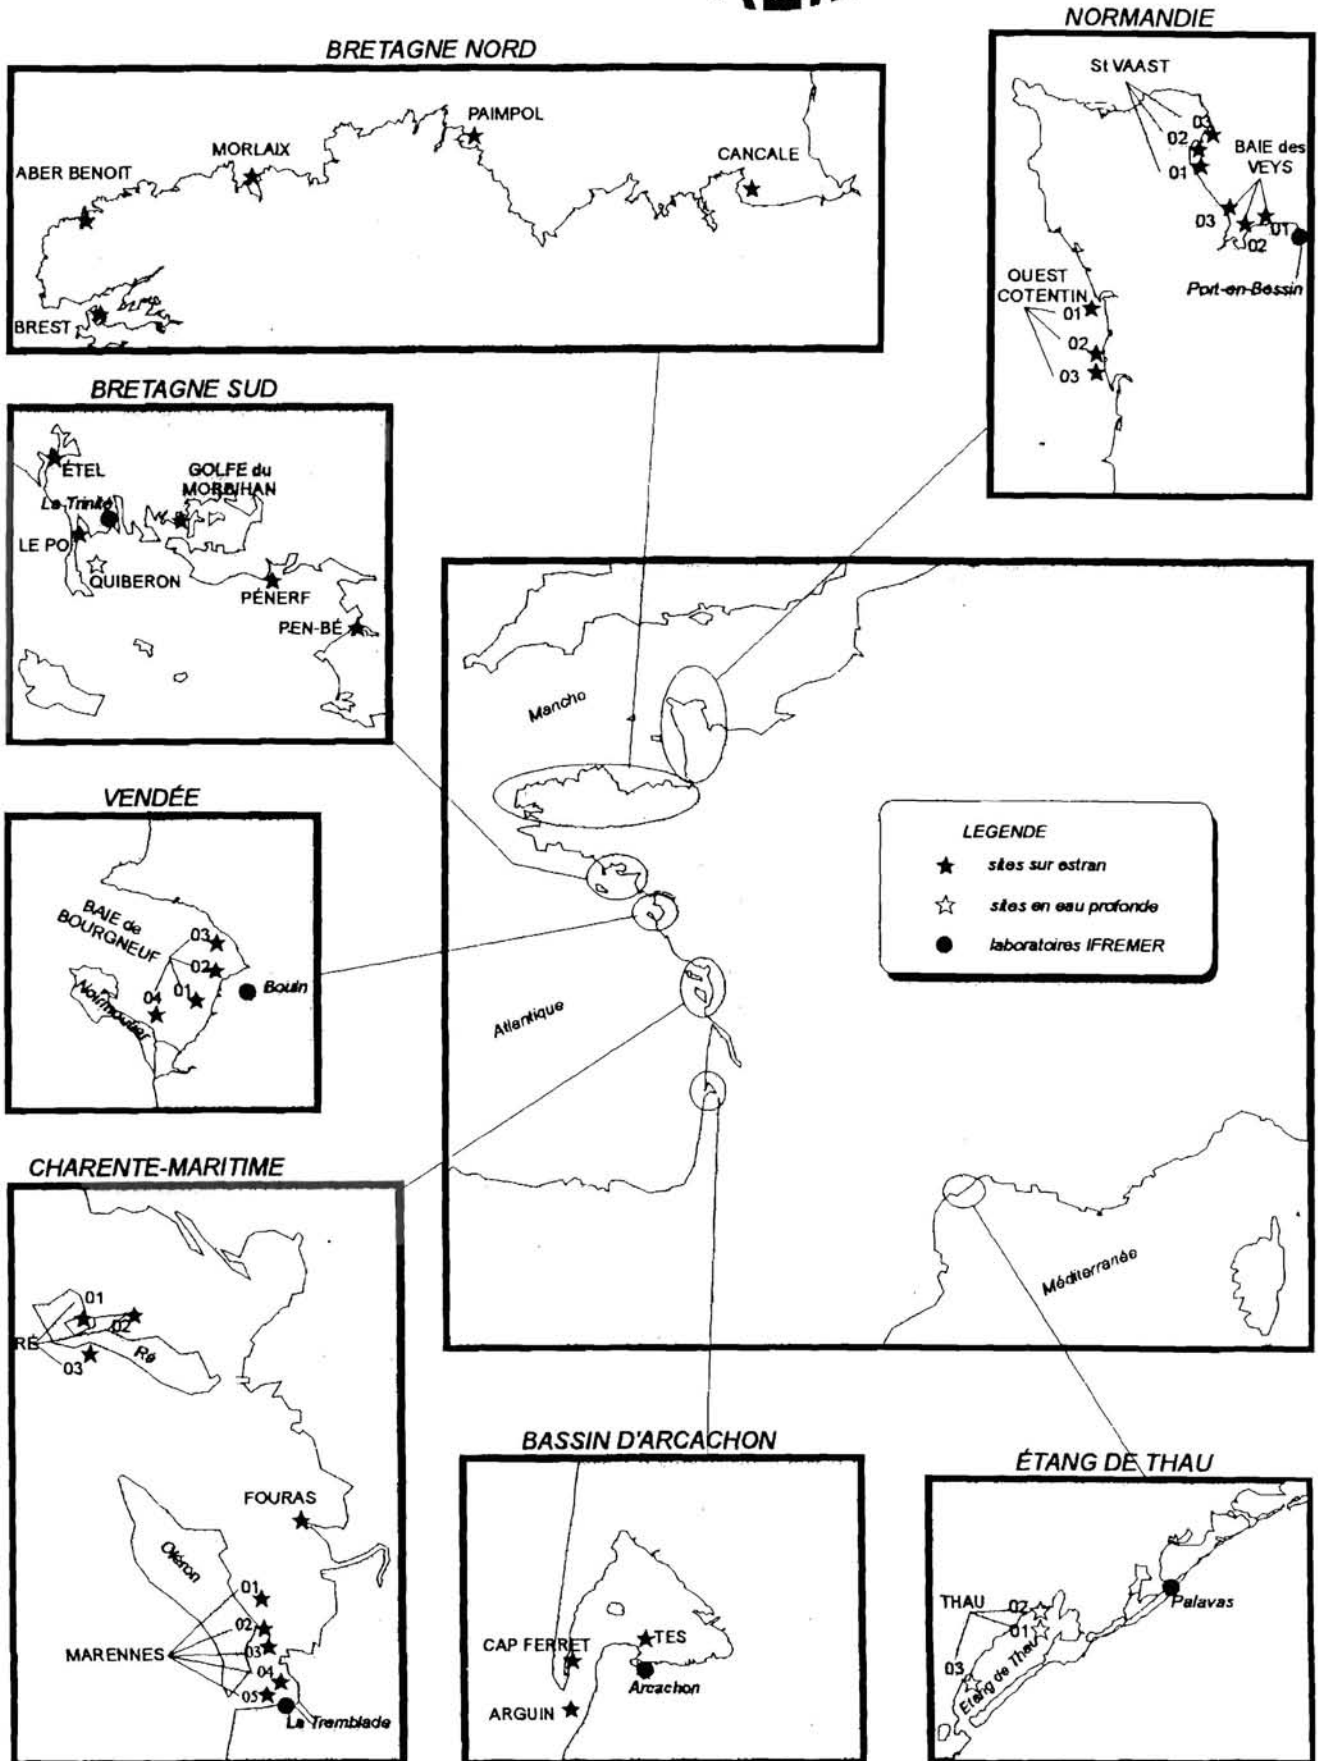 NORMANDIE
St VAAST
03
02
01
BAIE des
VEYS
03
01
02
Port-en-Bessin
OUEST
COTENTIN
01
02
03
BRETAGNE NORD
PAIMPOL
MORLAIX
CANCALE
ABER BENOIT
BREST
BRETAGNE SUD
ÉTEL
GOLFE du
MORBIHAN
La Trinité
LE PO
QUIBERON
PÉNERF
PEN-BÉ
Manche
Atlantique
Méditerranée
LEGENDE
sites sur estran
sites en eau profonde
laboratoires IFREMER
VENDÉE
BAIE de
BOURGNEUF
03
02
01
04
Noirmoutier
Bouin
CHARENTE-MARITIME
01
02
RÉ
03
Ré
FOURAS
Oléron
01
02
MARENNES
03
04
05
La Tremblade
BASSIN D'ARCACHON
CAP FERRET
TES
Arcachon
ARGUIN
ÉTANG DE THAU
THAU
02
01
03
Etang de Thau
Palavas